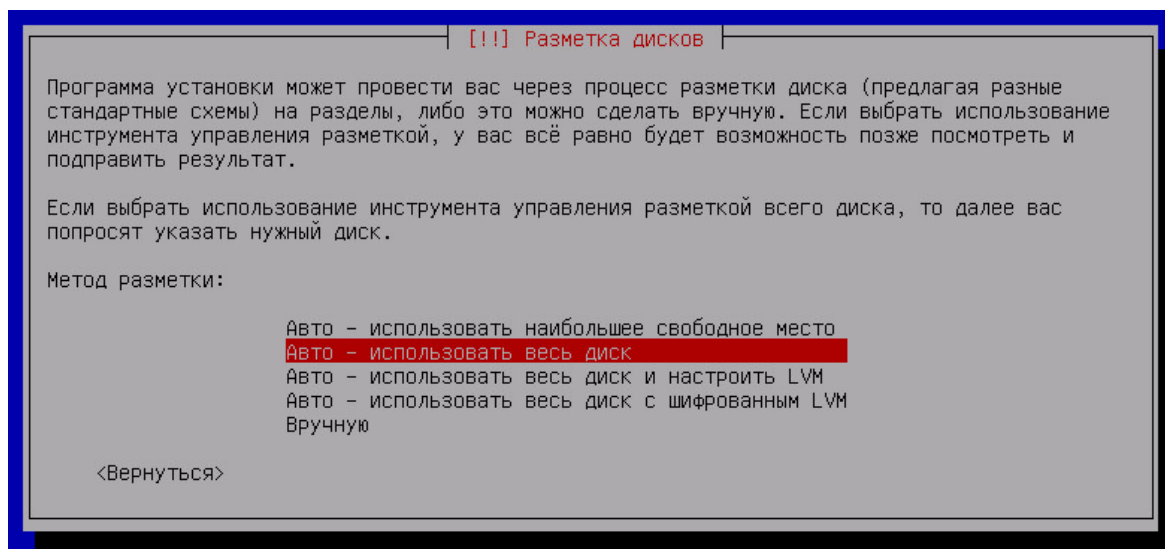 [!!] Разметка дисков
Программа установки может провести вас через процесс разметки диска (предлагая разные
стандартные схемы) на разделы, либо это можно сделать вручную. Если выбрать использование
инструмента управления разметкой, у вас всё равно будет возможность позже посмотреть и
подправить результат.
Если выбрать использование инструмента управления разметкой всего диска, то далее вас
попросят указать нужный диск.
Метод разметки:
Авто – использовать наибольшее свободное место
Авто – использовать весь диск
Авто – использовать весь диск и настроить LVM
Авто – использовать весь диск с шифрованным LVM
Вручную
<Вернуться>